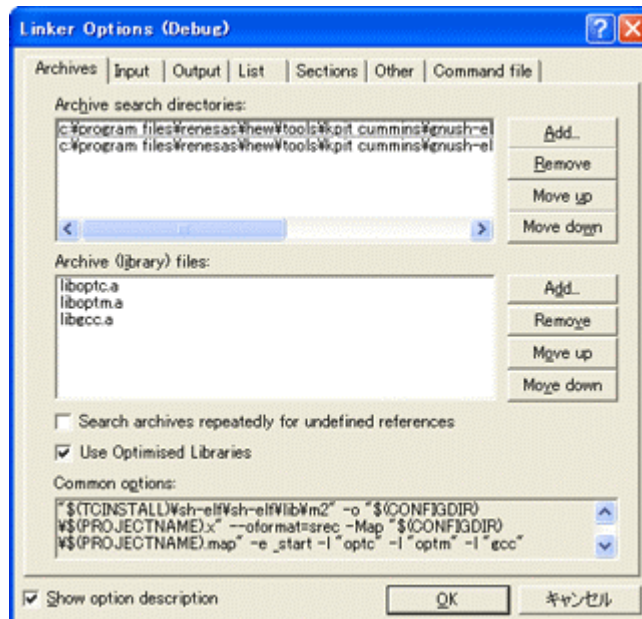 Linker Options (Debug)
Archives Input Output List Sections Other Command file
Archive search directories:
c:¥program files¥renesas¥hew¥tools¥kpit cummins¥gnush-el
c:¥program files¥renesas¥hew¥tools¥kpit cummins¥gnush-el
Add...
Remove
Move up
Move down
Archive (library) files:
liboptc.a
liboptm.a
libgcc.a
Add...
Remove
Move up
Move down
Search archives repeatedly for undefined references
Use Optimised Libraries
Common options:
"$(TCINSTALL)¥sh-elf¥sh-elf¥lib¥m2" -o "$(CONFIGDIR)
¥$(PROJECTNAME).x" --oformat=srec -Map "$(CONFIGDIR)
¥$(PROJECTNAME).map" -e _start -l "optc" -l "optm" -l "gcc"
Show option description
OK
キャンセル